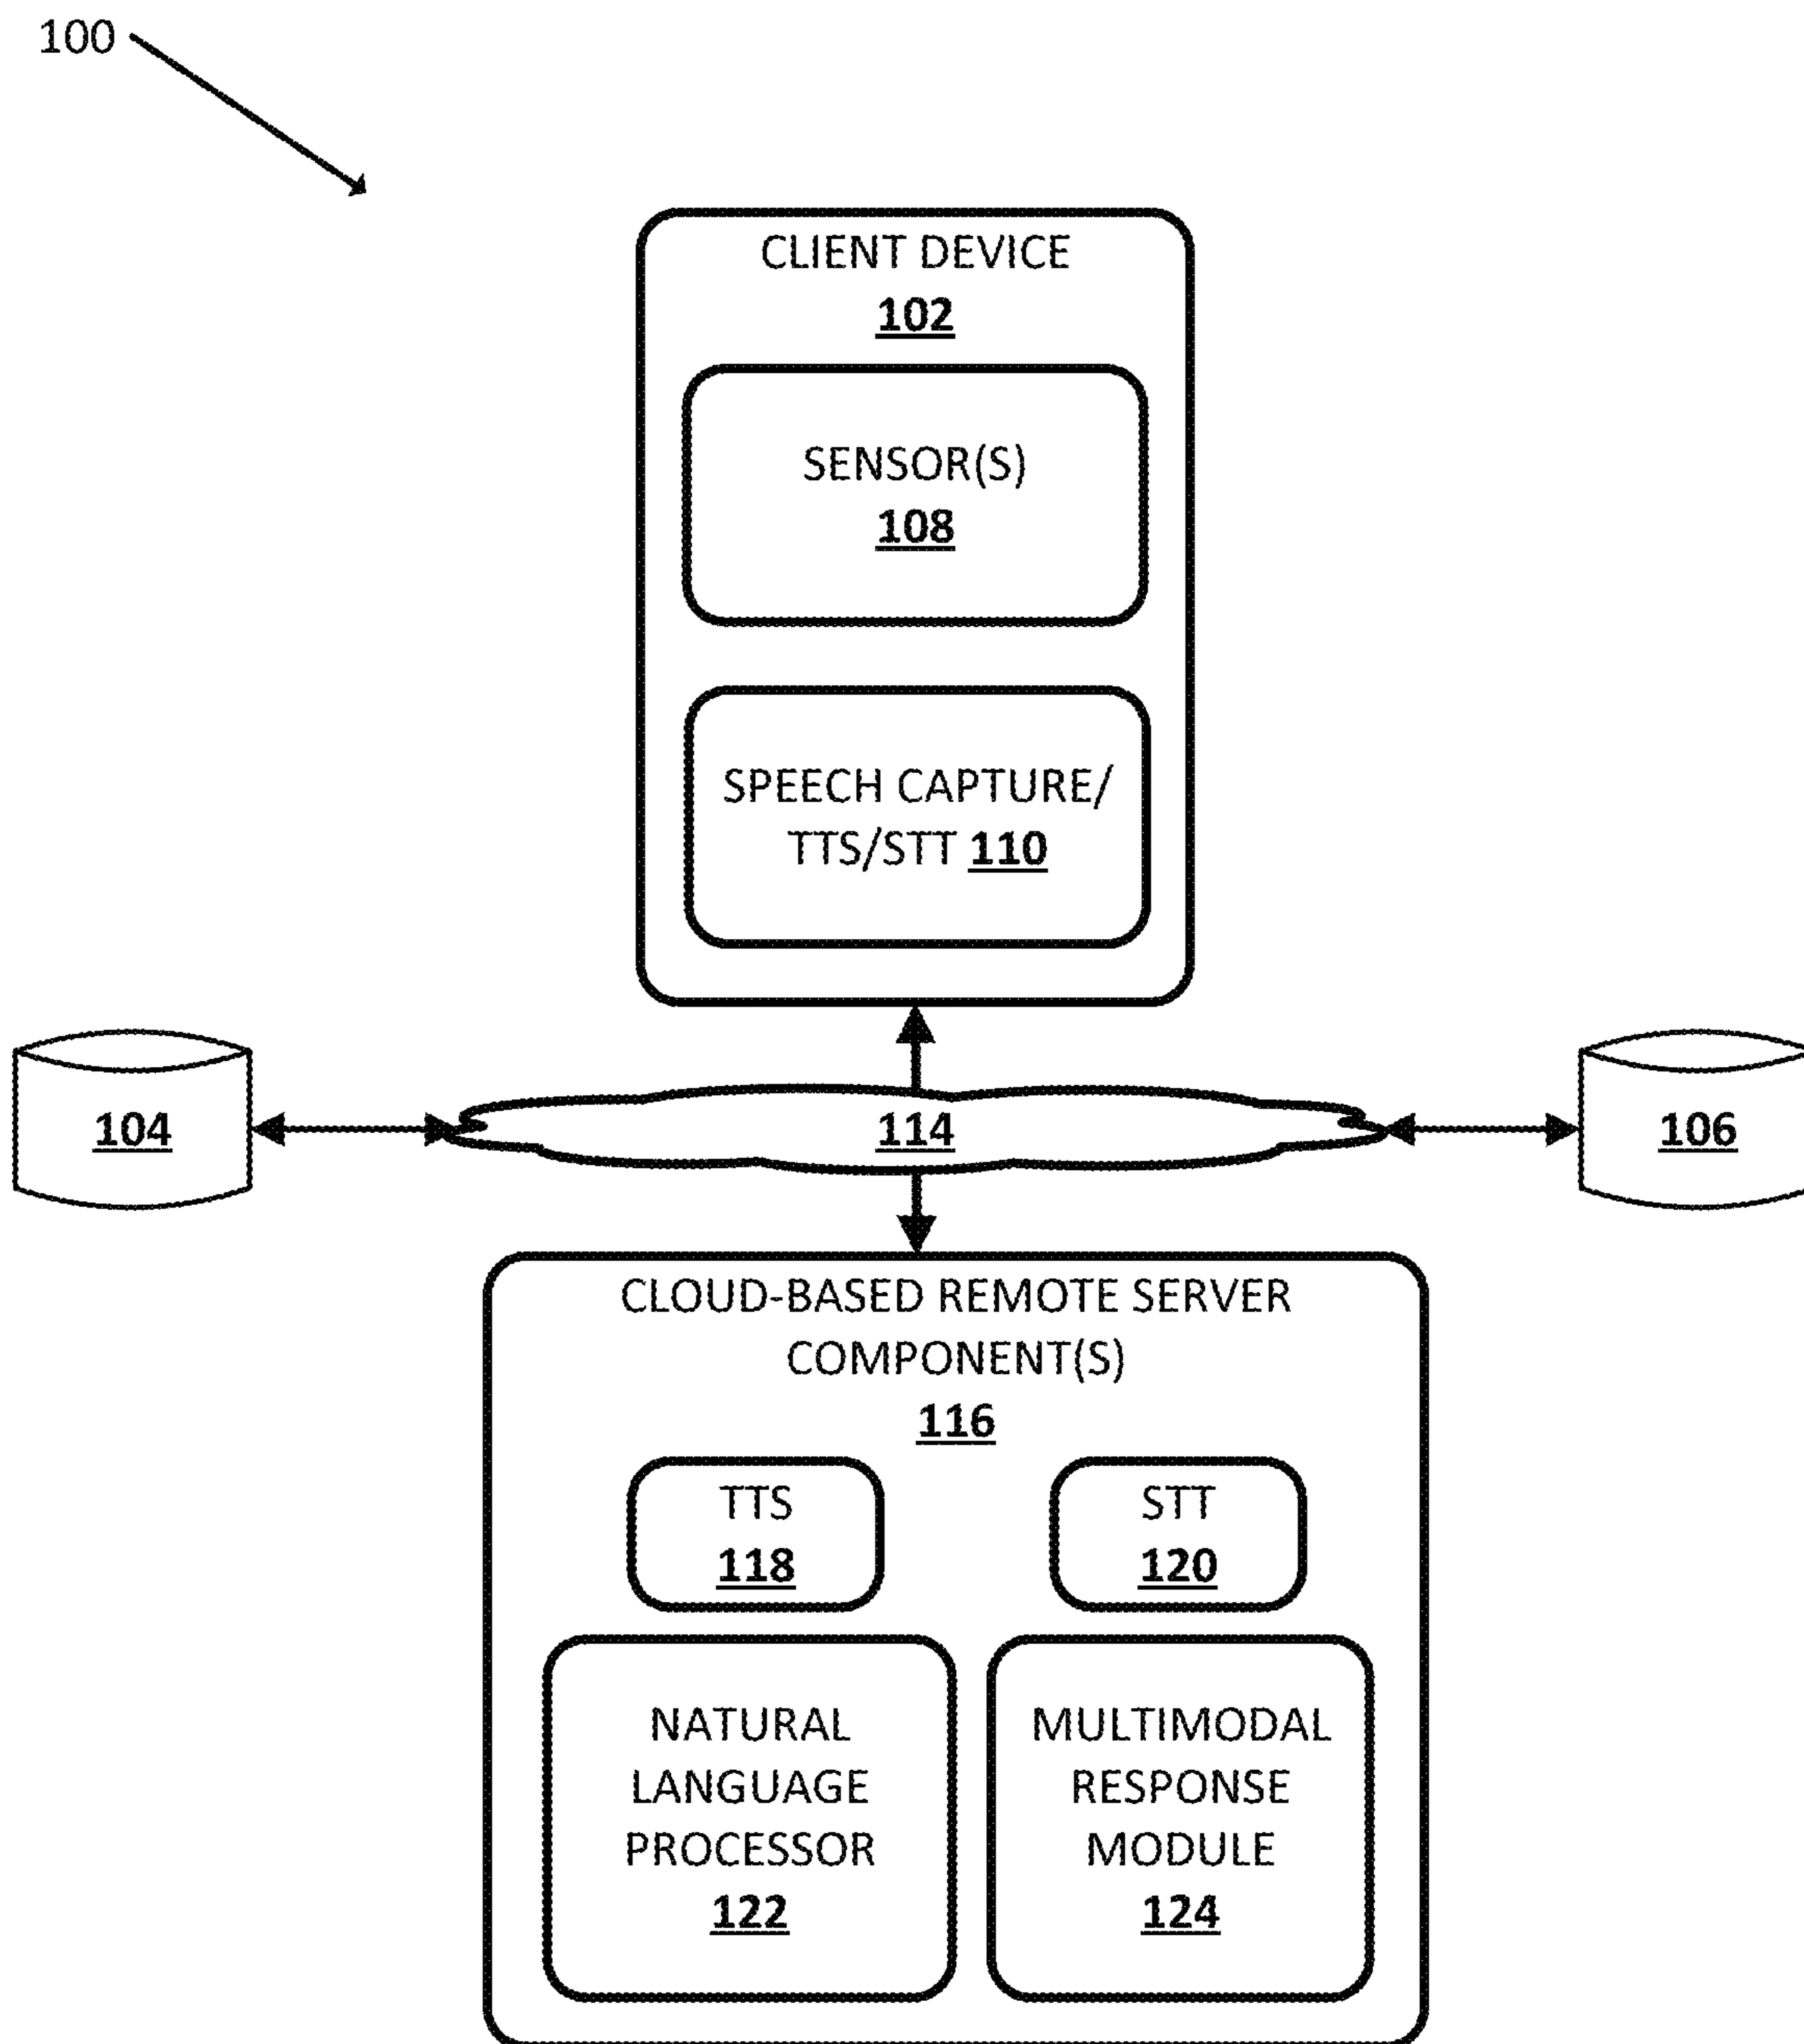 100
CLIENT DEVICE
102
SENSOR(S)
108
SPEECH CAPTURE/
TTS/STT 110
104
114
106
CLOUD-BASED REMOTE SERVER
COMPONENT(S)
116
TTS
118
STT
120
NATURAL
LANGUAGE
PROCESSOR
122
MULTIMODAL
RESPONSE
MODULE
124